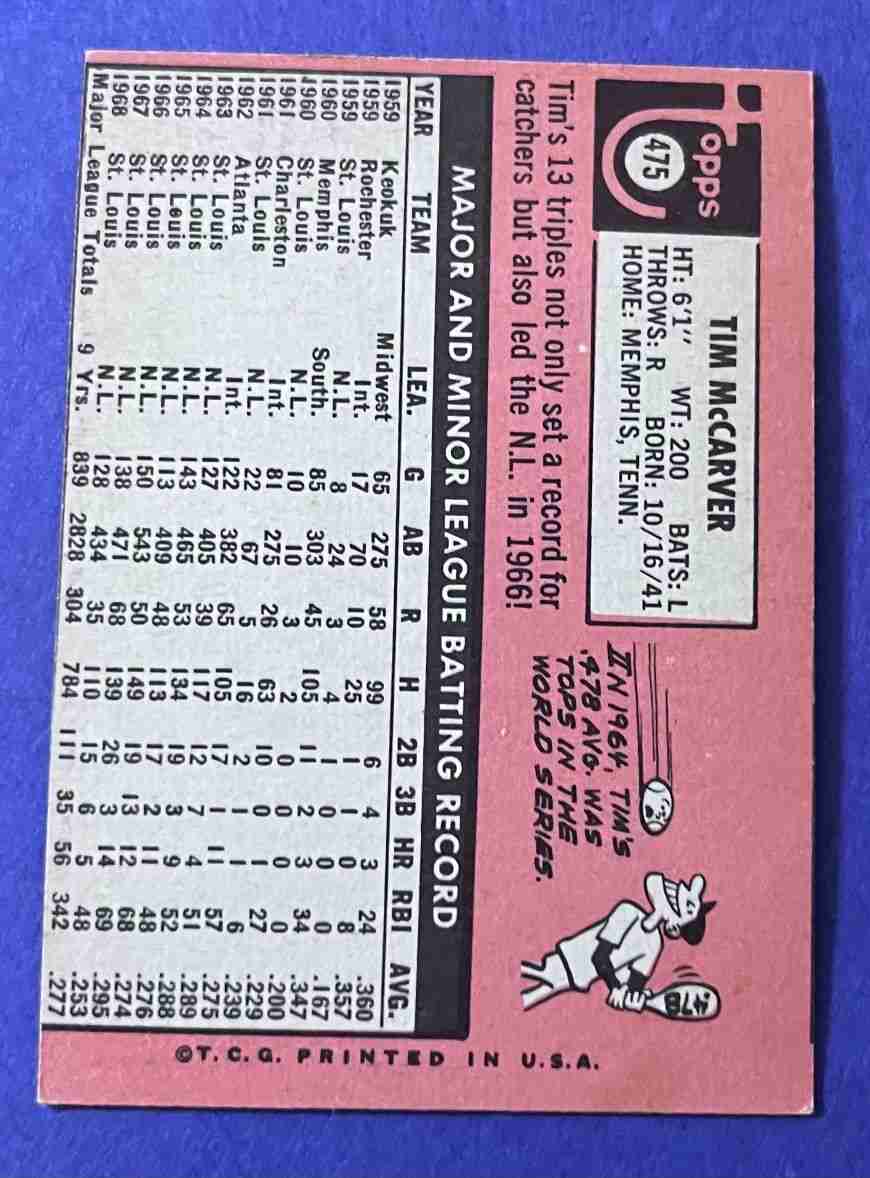 Topps
475
TIM McCARVER
HT: 6'1" WT: 200 BATS: L
THROWS: R BORN: 10/16/41
HOME: MEMPHIS, TENN.
Tim's 13 triples not only set a record for
catchers but also led the N.L. in 1966!
IN 1964, TIM'S
.478 AVG. WAS
TOPS IN THE
WORLD SERIES.
MAJOR AND MINOR LEAGUE BATTING RECORD
YEAR TEAM LEA. G AB R H 2B 3B HR RBI AVG.
1959 Keokuk Midwest 65 275 58 99 6 4 3 24 .360
1959 Rochester Int. 17 70 10 25 1 1 0 8 .357
1959 St. Louis N.L. 8 24 3 4 1 0 0 0 .167
1960 Memphis South. 85 303 45 105 11 2 3 34 .347
1960 St. Louis N.L. 10 10 3 2 0 0 0 0 .200
1961 Charleston Int. 81 275 26 63 10 0 1 27 .229
1961 St. Louis N.L. 22 67 5 16 2 1 1 6 .239
1962 Atlanta Int. 122 382 65 105 17 1 11 57 .275
1963 St. Louis N.L. 127 405 39 117 12 7 4 51 .289
1964 St. Louis N.L. 143 465 53 134 19 3 9 52 .288
1965 St. Louis N.L. 113 409 48 113 17 2 11 48 .276
1966 St. Louis N.L. 150 543 50 149 19 13 12 68 .274
1967 St. Louis N.L. 138 471 68 139 26 3 14 69 .295
1968 St. Louis N.L. 128 434 35 110 15 6 5 48 .253
Major League Totals 9 Yrs. 839 2828 304 784 111 35 56 342 .277
©T.C.G. PRINTED IN U.S.A.